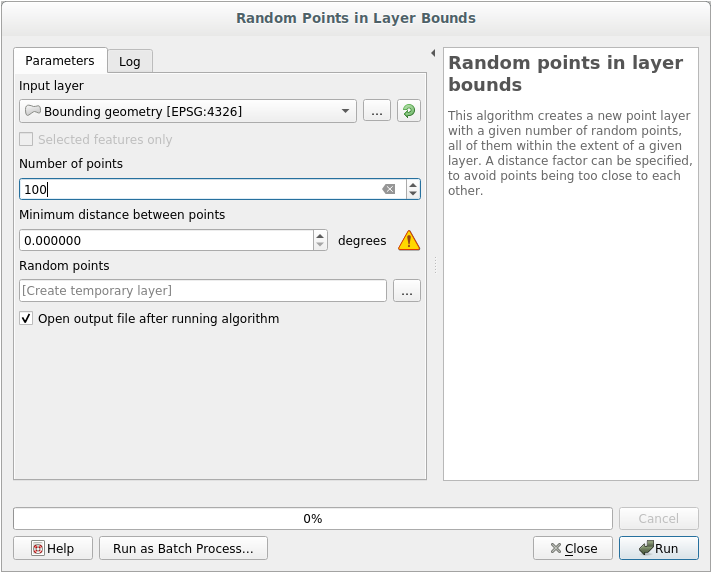 Random Points in Layer Bounds
Parameters
Log
Input layer
Bounding geometry [EPSG:4326]
...
Selected features only
Number of points
100
Minimum distance between points
0.000000
degrees
Random points
[Create temporary layer]
...
Open output file after running algorithm
Random points in layer
bounds
This algorithm creates a new point layer
with a given number of random points,
all of them within the extent of a given
layer. A distance factor can be specified,
to avoid points being too close to each
other.
0%
Cancel
Help
Run as Batch Process...
Close
Run